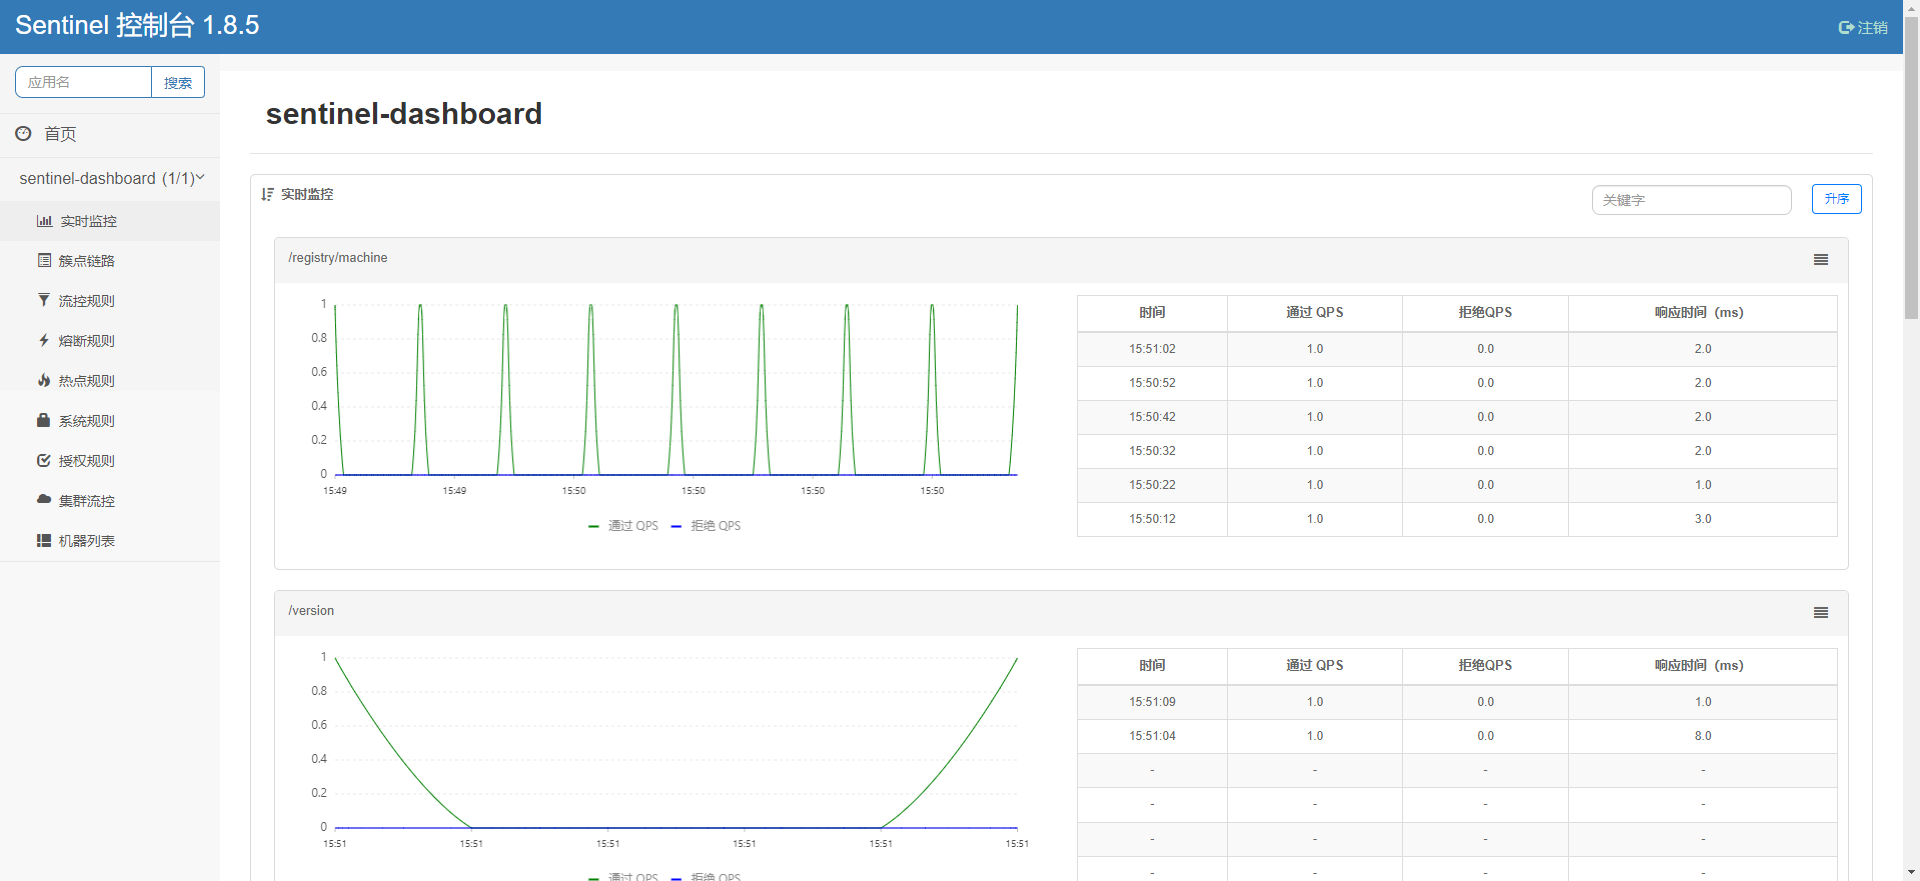 Sentinel 控制台 1.8.5
注销
应用名 搜索
首页
sentinel-dashboard (1/1)
实时监控
簇点链路
流控规则
熔断规则
热点规则
系统规则
授权规则
集群流控
机器列表
sentinel-dashboard
实时监控
关键字 升序
/registry/machine
1
0.8
0.6
0.4
0.2
0
15:49 15:49 15:50 15:50 15:50 15:50
通过 QPS 拒绝 QPS
时间 通过 QPS 拒绝QPS 响应时间（ms）
15:51:02 1.0 0.0 2.0
15:50:52 1.0 0.0 2.0
15:50:42 1.0 0.0 2.0
15:50:32 1.0 0.0 2.0
15:50:22 1.0 0.0 1.0
15:50:12 1.0 0.0 3.0
/version
1
0.8
0.6
0.4
0.2
0
15:51 15:51 15:51 15:51 15:51 15:51
通过 QPS 拒绝 QPS
时间 通过 QPS 拒绝QPS 响应时间（ms）
15:51:09 1.0 0.0 1.0
15:51:04 1.0 0.0 8.0
- - - -
- - - -
- - - -
- - - -